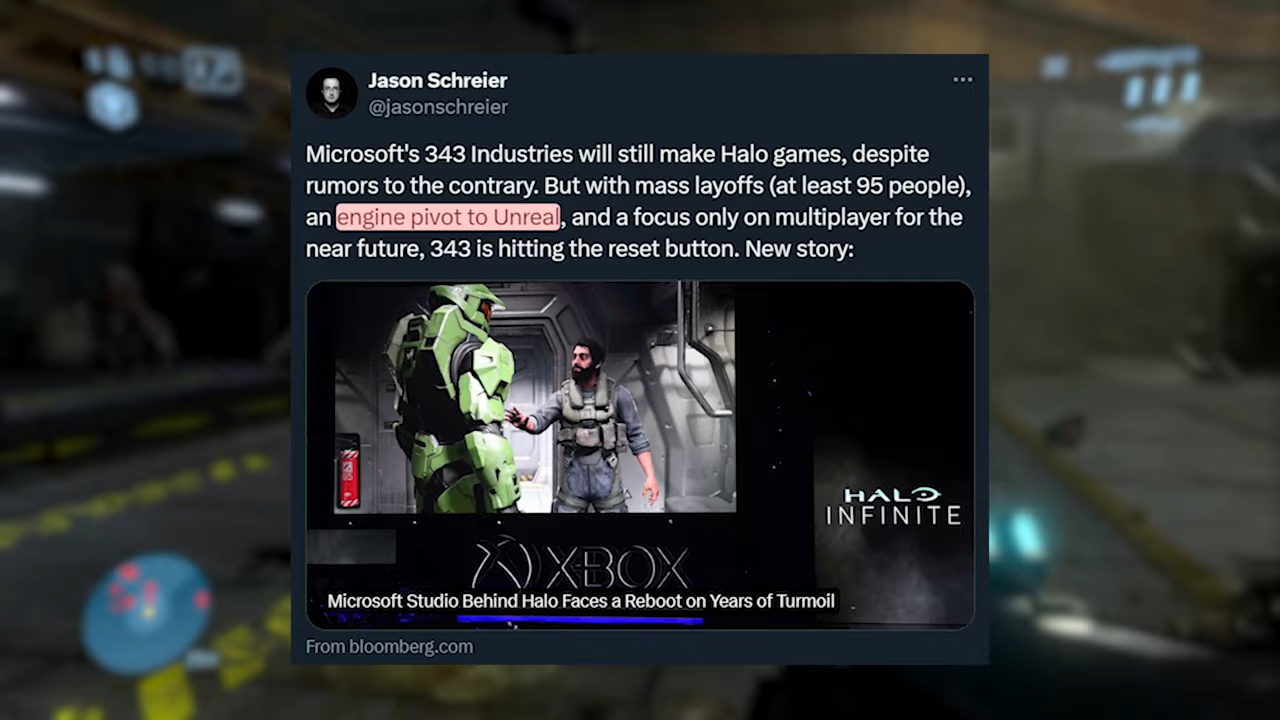 Jason Schreier
@jasonschreier
Microsoft's 343 Industries will still make Halo games, despite
rumors to the contrary. But with mass layoffs (at least 95 people),
an engine pivot to Unreal, and a focus only on multiplayer for the
near future, 343 is hitting the reset button. New story:
HALO
INFINITE
XBOX
Microsoft Studio Behind Halo Faces a Reboot on Years of Turmoil
From bloomberg.com